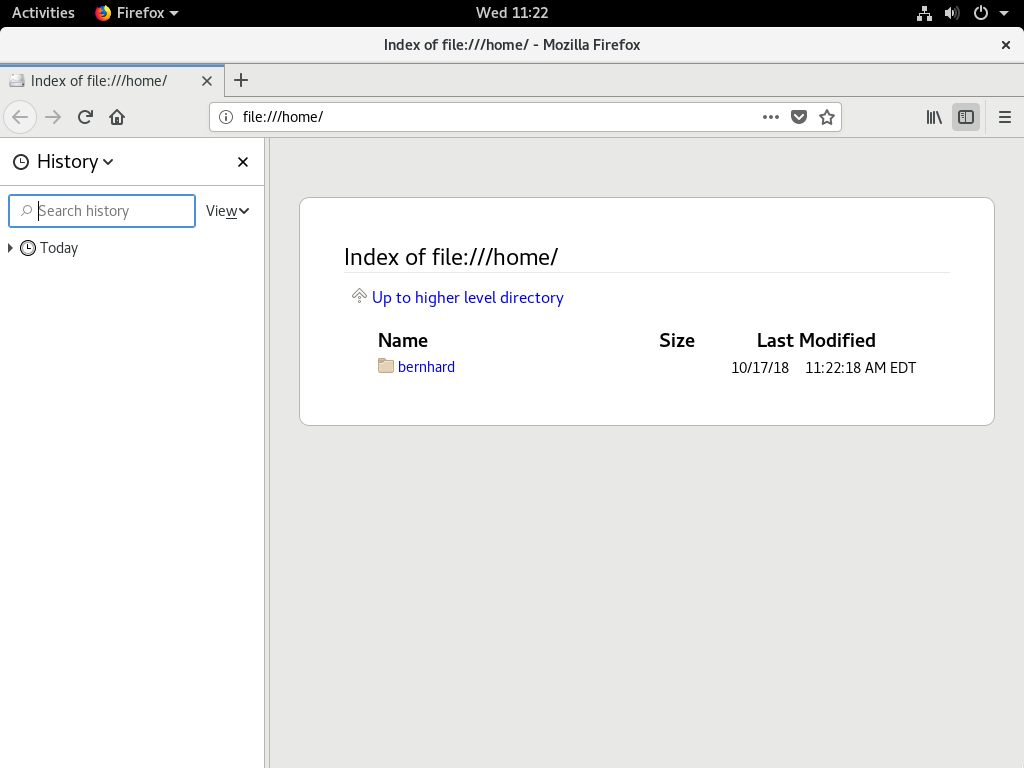 Activities Firefox Wed 11:22
Index of file:///home/ - Mozilla Firefox
Index of file:///home/
file:///home/
History
Search history View
Today
Index of file:///home/
Up to higher level directory
Name Size Last Modified
bernhard 10/17/18 11:22:18 AM EDT